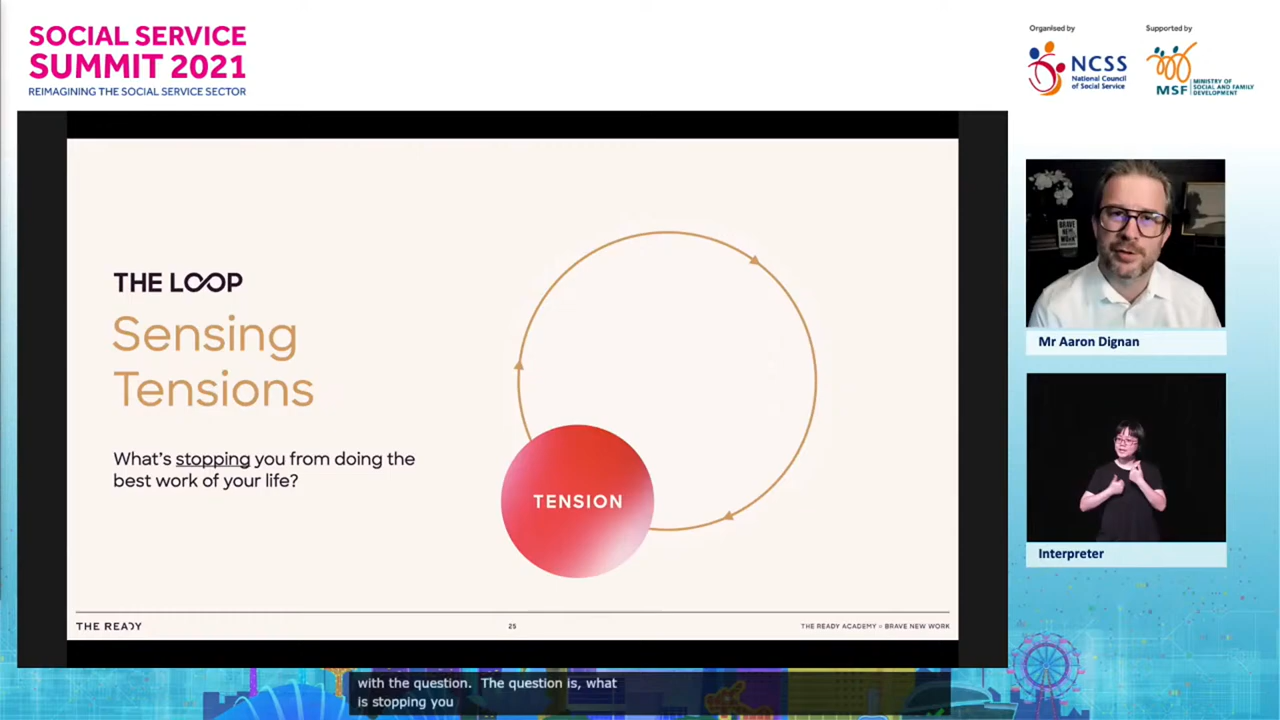 SOCIAL SERVICE
SUMMIT 2021
REIMAGINING THE SOCIAL SERVICE SECTOR
Organised by
NCSS
National Council
of Social Service
Supported by
MSF
MINISTRY OF
SOCIAL AND FAMILY
DEVELOPMENT
THE LOOP
Sensing
Tensions
What's stopping you from doing the
best work of your life?
TENSION
THE READY
25
THE READY ACADEMY :: BRAVE NEW WORK
BRAVE
NEW
WORK
Mr Aaron Dignan
Interpreter
with the question. The question is, what
is stopping you